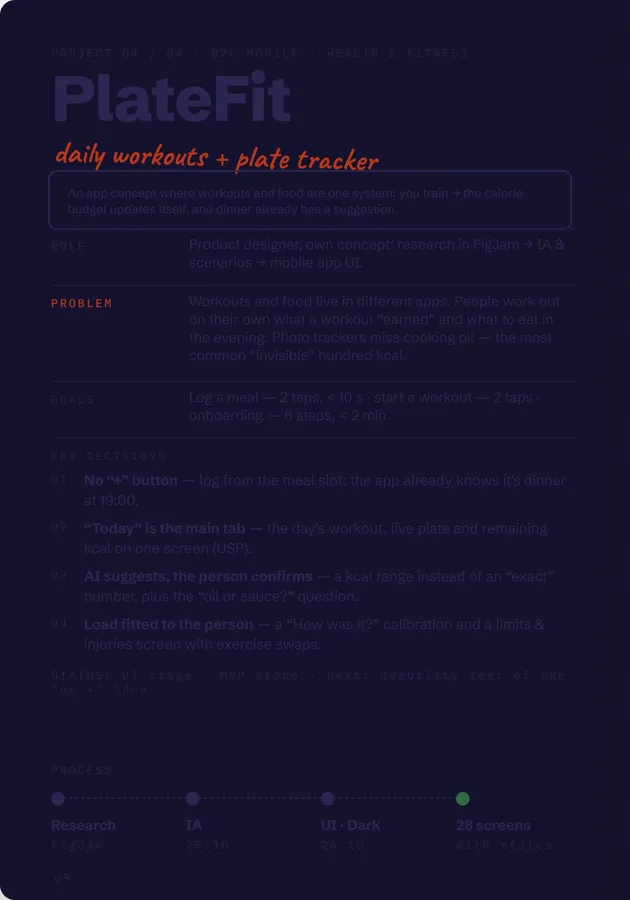 PROJECT 04 / 04 · B2C MOBILE · HEALTH & FITNESS
PlateFit
daily workouts + plate tracker
An app concept where workouts and food are one system: you train → the calorie
budget updates itself, and dinner already has a suggestion.
ROLE
Product designer, own concept: research in FigJam → IA &
scenarios → mobile app UI.
PROBLEM
Workouts and food live in different apps. People work out
on their own what a workout “earned” and what to eat in
the evening. Photo trackers miss cooking oil — the most
common “invisible” hundred kcal.
GOALS
Log a meal — 2 taps, < 10 s · start a workout — 2 taps ·
onboarding — 6 steps, < 2 min.
KEY DECISIONS
01 No “+” button — log from the meal slot: the app already knows it's dinner
at 19:00.
02 “Today” is the main tab — the day's workout, live plate and remaining
kcal on one screen (USP).
03 AI suggests, the person confirms — a kcal range instead of an “exact”
number, plus the “oil or sauce?” question.
04 Load fitted to the person — a “How was it?” calibration and a limits &
injuries screen with exercise swaps.
STATUS: UI stage · MVP scope · next: usability test of the
“no +” idea
PROCESS
Research IA UI · Dark 28 screens
FigJam 25.10 26.10 with states
09